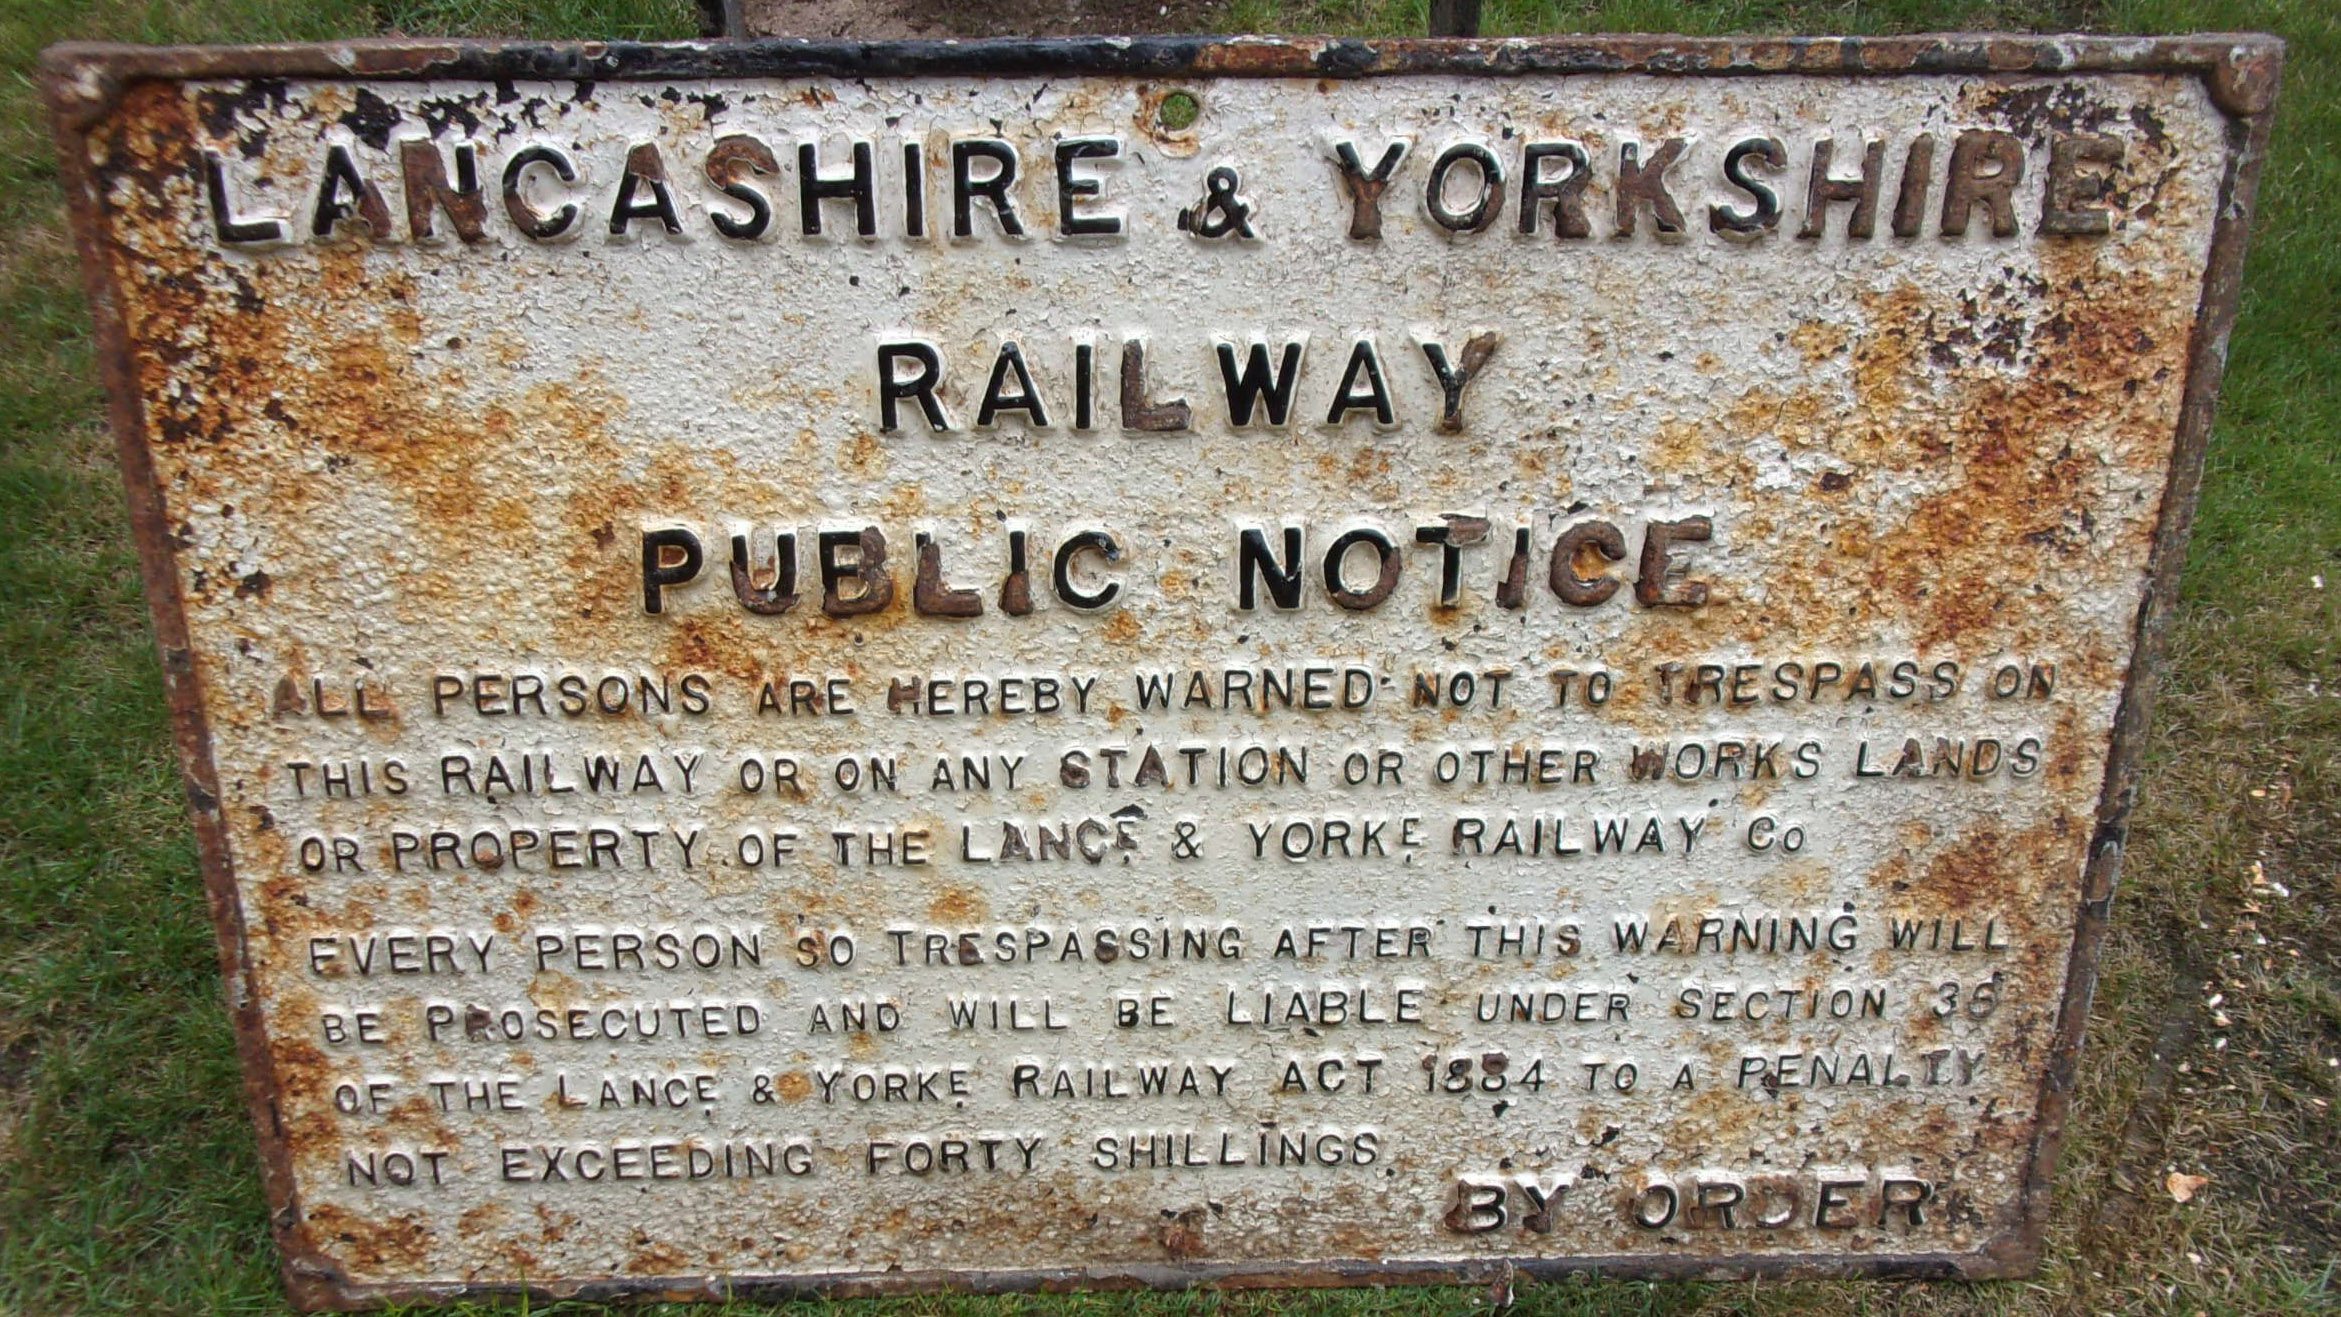 LANCASHIRE & YORKSHIRE
RAILWAY
PUBLIC NOTICE
ALL PERSONS ARE HEREBY WARNED NOT TO TRESPASS ON
THIS RAILWAY OR ON ANY STATION OR OTHER WORKS LANDS
OR PROPERTY OF THE LANCE & YORKE RAILWAY Co
EVERY PERSON SO TRESPASSING AFTER THIS WARNING WILL
BE PROSECUTED AND WILL BE LIABLE UNDER SECTION 36
OF THE LANCE & YORKE RAILWAY ACT 1884 TO A PENALTY
NOT EXCEEDING FORTY SHILLINGS
BY ORDER